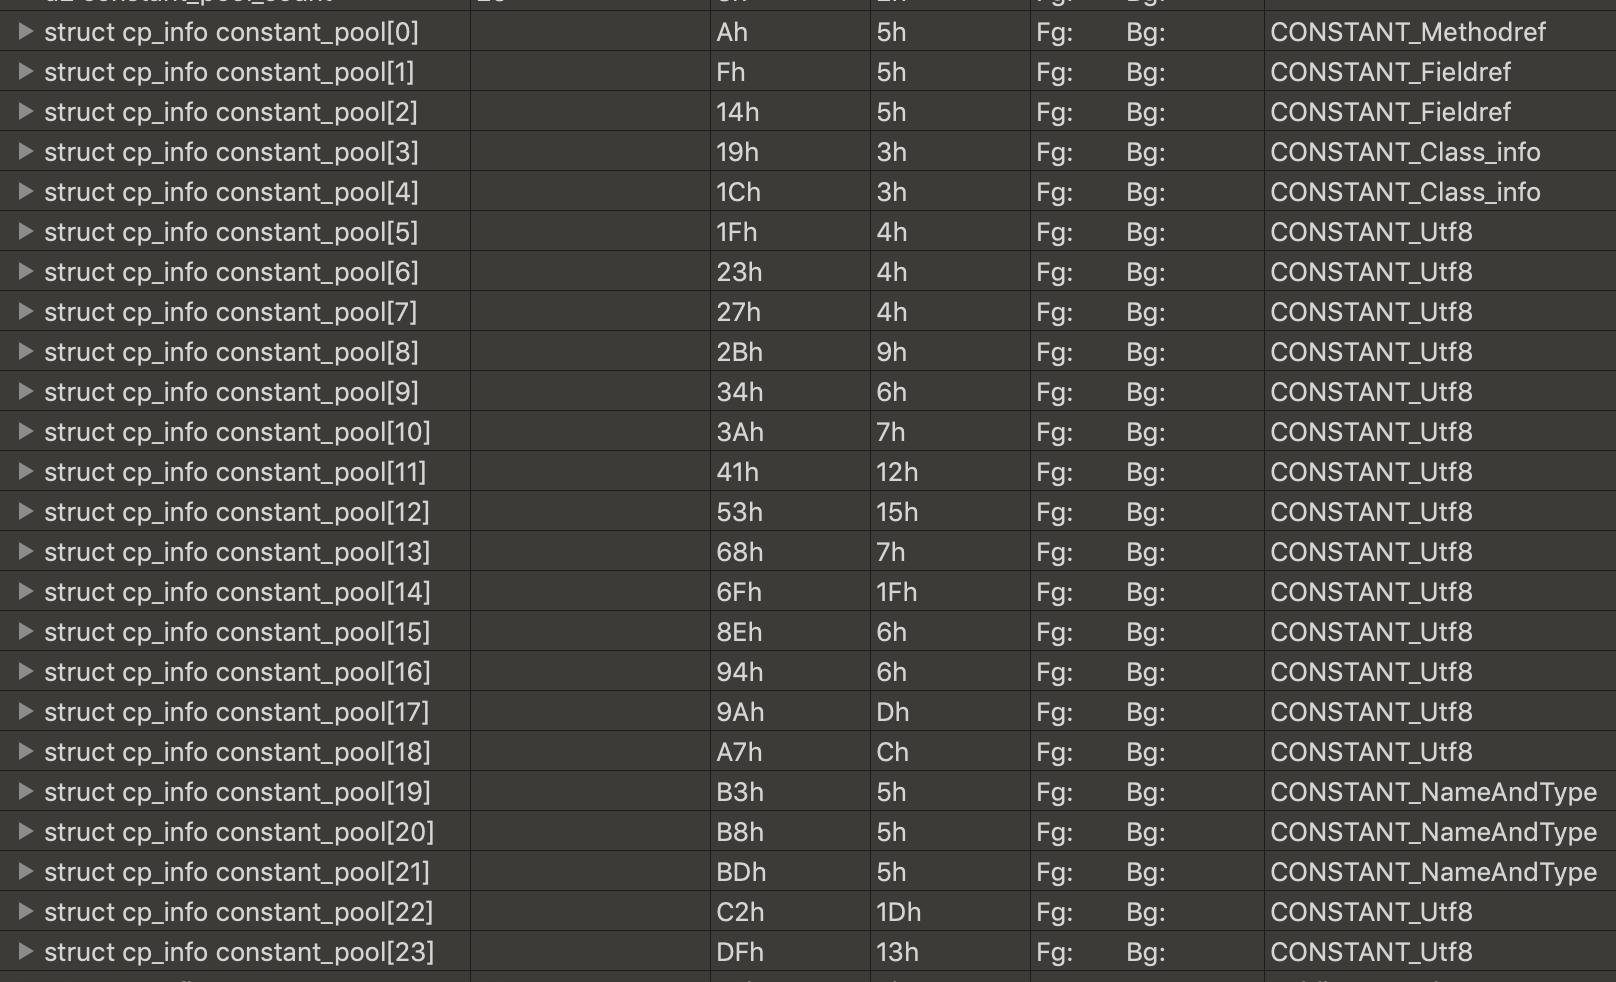 struct cp_info constant_pool[0] Ah 5h Fg: Bg: CONSTANT_Methodref
struct cp_info constant_pool[1] Fh 5h Fg: Bg: CONSTANT_Fieldref
struct cp_info constant_pool[2] 14h 5h Fg: Bg: CONSTANT_Fieldref
struct cp_info constant_pool[3] 19h 3h Fg: Bg: CONSTANT_Class_info
struct cp_info constant_pool[4] 1Ch 3h Fg: Bg: CONSTANT_Class_info
struct cp_info constant_pool[5] 1Fh 4h Fg: Bg: CONSTANT_Utf8
struct cp_info constant_pool[6] 23h 4h Fg: Bg: CONSTANT_Utf8
struct cp_info constant_pool[7] 27h 4h Fg: Bg: CONSTANT_Utf8
struct cp_info constant_pool[8] 2Bh 9h Fg: Bg: CONSTANT_Utf8
struct cp_info constant_pool[9] 34h 6h Fg: Bg: CONSTANT_Utf8
struct cp_info constant_pool[10] 3Ah 7h Fg: Bg: CONSTANT_Utf8
struct cp_info constant_pool[11] 41h 12h Fg: Bg: CONSTANT_Utf8
struct cp_info constant_pool[12] 53h 15h Fg: Bg: CONSTANT_Utf8
struct cp_info constant_pool[13] 68h 7h Fg: Bg: CONSTANT_Utf8
struct cp_info constant_pool[14] 6Fh 1Fh Fg: Bg: CONSTANT_Utf8
struct cp_info constant_pool[15] 8Eh 6h Fg: Bg: CONSTANT_Utf8
struct cp_info constant_pool[16] 94h 6h Fg: Bg: CONSTANT_Utf8
struct cp_info constant_pool[17] 9Ah Dh Fg: Bg: CONSTANT_Utf8
struct cp_info constant_pool[18] A7h Ch Fg: Bg: CONSTANT_Utf8
struct cp_info constant_pool[19] B3h 5h Fg: Bg: CONSTANT_NameAndType
struct cp_info constant_pool[20] B8h 5h Fg: Bg: CONSTANT_NameAndType
struct cp_info constant_pool[21] BDh 5h Fg: Bg: CONSTANT_NameAndType
struct cp_info constant_pool[22] C2h 1Dh Fg: Bg: CONSTANT_Utf8
struct cp_info constant_pool[23] DFh 13h Fg: Bg: CONSTANT_Utf8